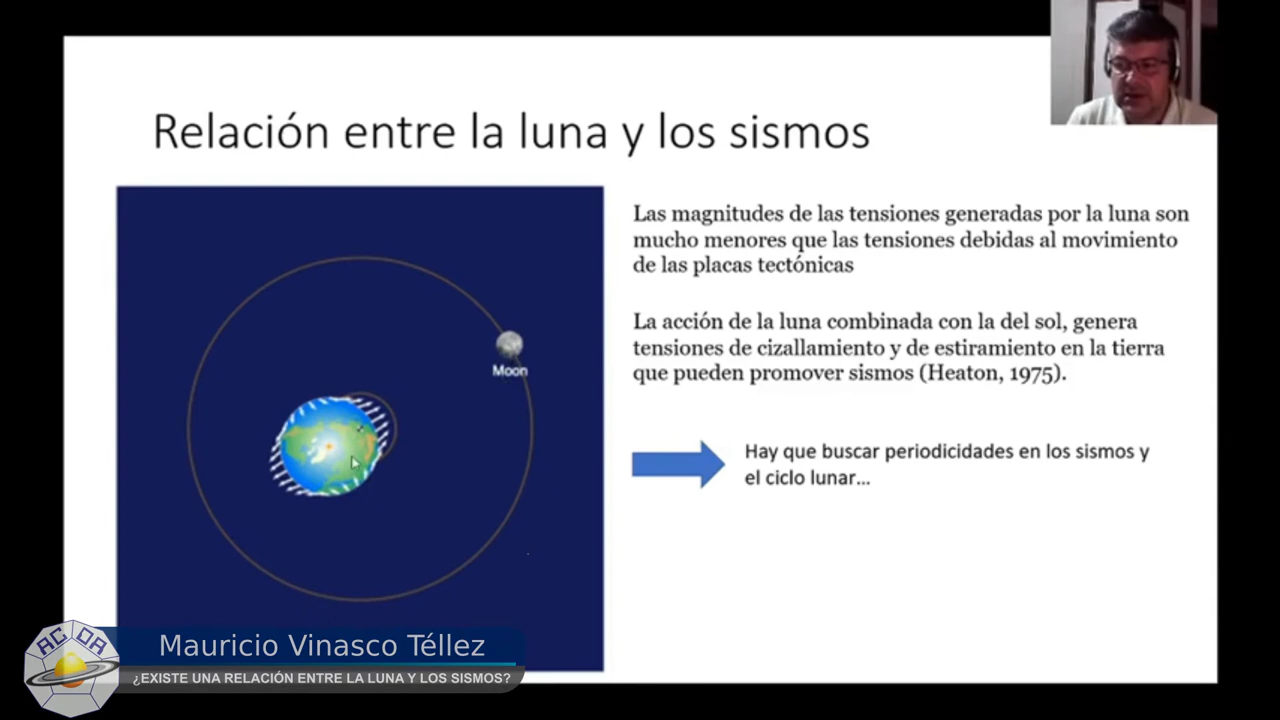 Relación entre la luna y los sismos
Moon
Las magnitudes de las tensiones generadas por la luna son
mucho menores que las tensiones debidas al movimiento
de las placas tectónicas
La acción de la luna combinada con la del sol, genera
tensiones de cizallamiento y de estiramiento en la tierra
que pueden promover sismos (Heaton, 1975).
Hay que buscar periodicidades en los sismos y
el ciclo lunar...
ACDA
Mauricio Vinasco Téllez
¿EXISTE UNA RELACIÓN ENTRE LA LUNA Y LOS SISMOS?